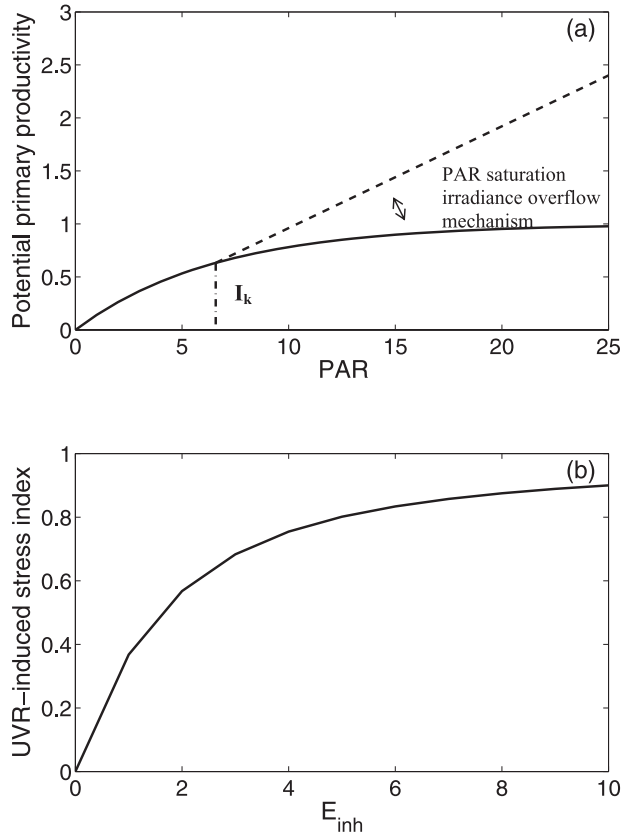 (a)
Potential primary productivity
3
2.5
2
1.5
1
0.5
0
PAR saturation
irradiance overflow
mechanism
I_k
0 5 10 15 20 25
PAR
(b)
UVR-induced stress index
1
0.8
0.6
0.4
0.2
0
0 2 4 6 8 10
E_inh